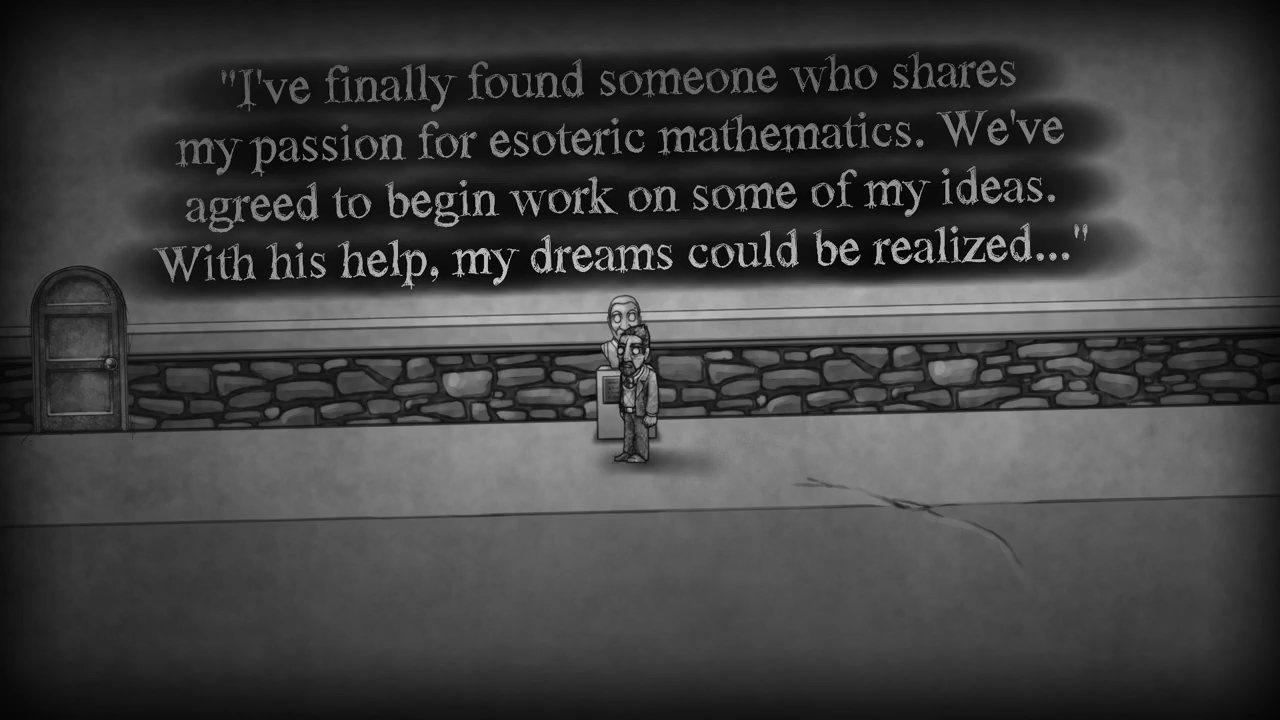 "I've finally found someone who shares
my passion for esoteric mathematics. We've
agreed to begin work on some of my ideas.
With his help, my dreams could be realized..."